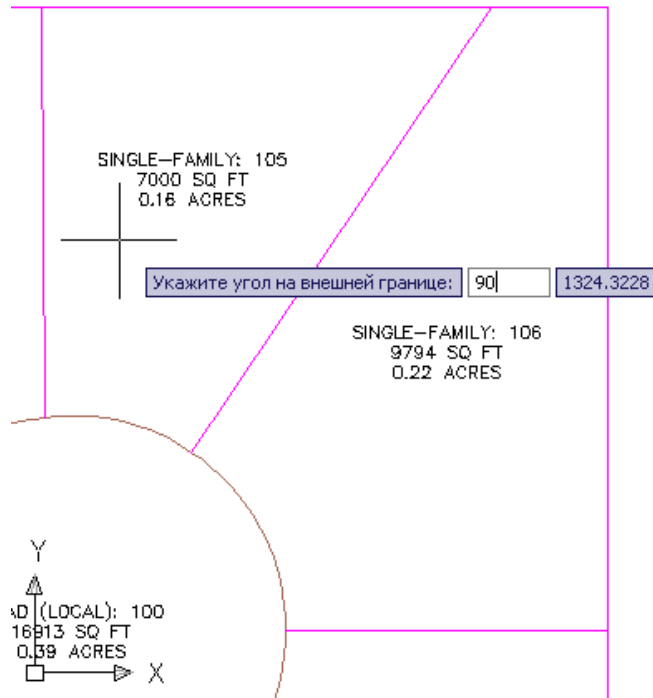 SINGLE-FAMILY: 105
7000 SQ FT
0.16 ACRES
Укажите угол на внешней границе: 90 1324.3228
SINGLE-FAMILY: 106
9794 SQ FT
0.22 ACRES
Y
AD (LOCAL): 100
16913 SQ FT
0.39 ACRES
X